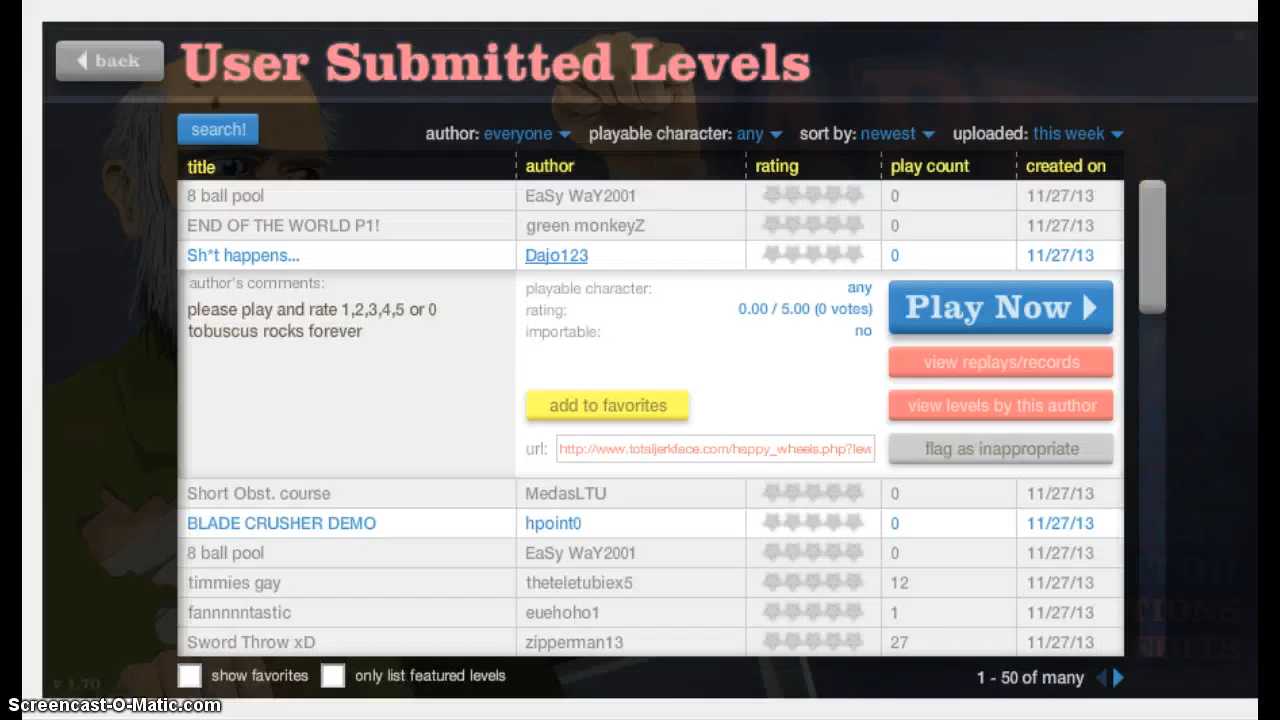 back
User Submitted Levels
search!
author: everyone playable character: any sort by: newest uploaded: this week
title author rating play count created on
8 ball pool EaSy WaY2001 0 11/27/13
END OF THE WORLD P1! green monkeyZ 0 11/27/13
Sh*t happens... Dajo123 0 11/27/13
author's comments:
please play and rate 1,2,3,4,5 or 0
tobuscus rocks forever
playable character: any
rating: 0.00 / 5.00 (0 votes)
importable: no
Play Now
view replays/records
add to favorites
view levels by this author
url: http://www.totaljerkface.com/happy_wheels.php?lev
flag as inappropriate
Short Obst. course MedasLTU 0 11/27/13
BLADE CRUSHER DEMO hpoint0 0 11/27/13
8 ball pool EaSy WaY2001 0 11/27/13
timmies gay theteletubiex5 12 11/27/13
fannnntastic euehoho1 1 11/27/13
Sword Throw xD zipperman13 27 11/27/13
show favorites only list featured levels
1 - 50 of many
v 1.70
Screencast-O-Matic.com